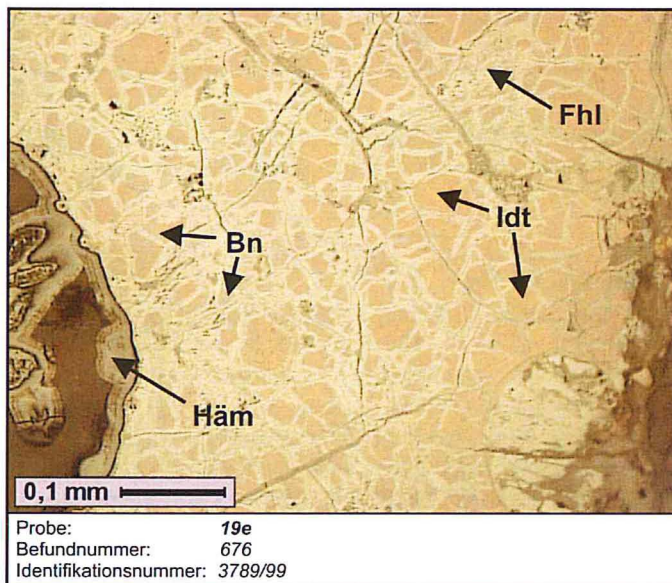 Fhl
Idt
Bn
Häm
0,1 mm
Probe: 19e
Befundnummer: 676
Identifikationsnummer: 3789/99